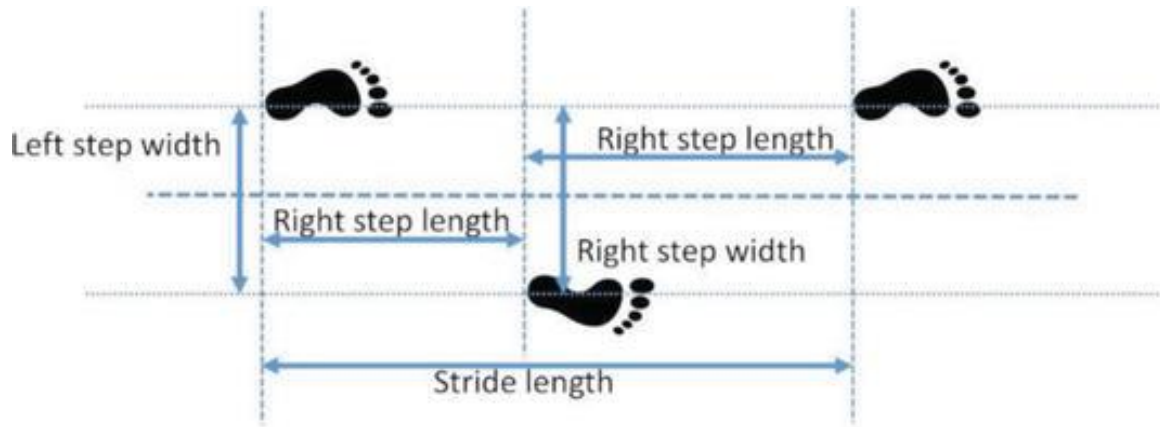 Left step width
Right step length
Right step length
Right step width
Stride length